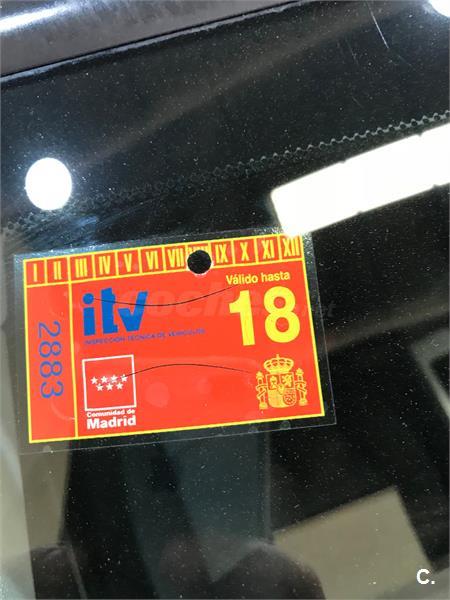 I II III IV V VI VII IX X XI XII
Válido hasta
itv
18
INSPECCIÓN TÉCNICA DE VEHÍCULOS
2883
Comunidad de
Madrid
C.